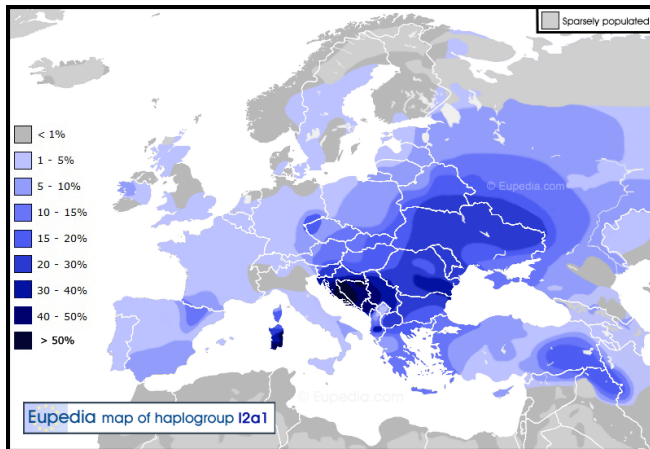 Sparsely populated
< 1%
1 - 5%
5 - 10%
10 - 15%
15 - 20%
20 - 30%
30 - 40%
40 - 50%
> 50%
© Eupedia.com
© Eupedia.com
Eupedia map of haplogroup I2a1